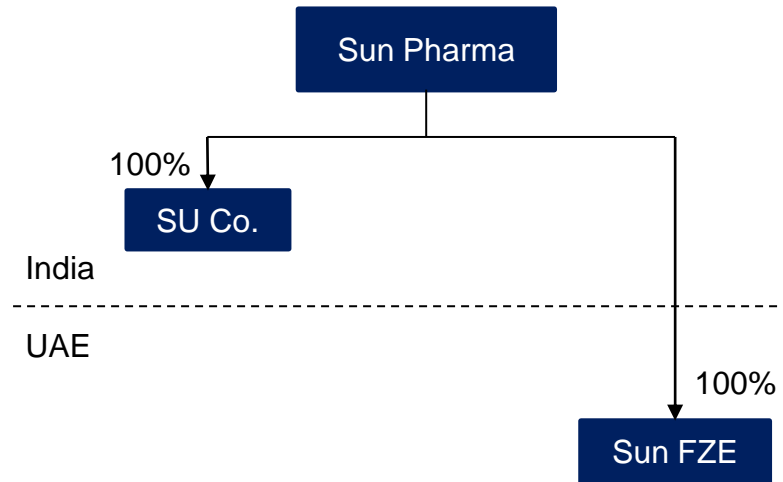 Sun Pharma
100%
SU Co.
India
UAE
100%
Sun FZE